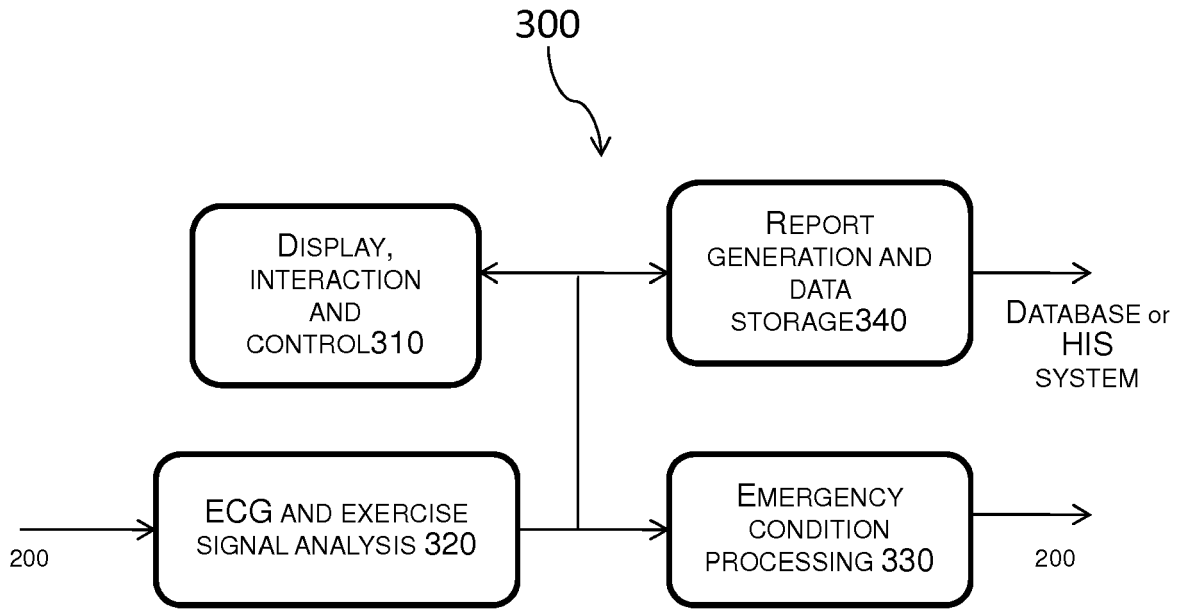 300
DISPLAY,
INTERACTION
AND
CONTROL310
REPORT
GENERATION AND
DATA
STORAGE340
DATABASE or
HIS
SYSTEM
ECG AND EXERCISE
SIGNAL ANALYSIS 320
200
EMERGENCY
CONDITION
PROCESSING 330
200